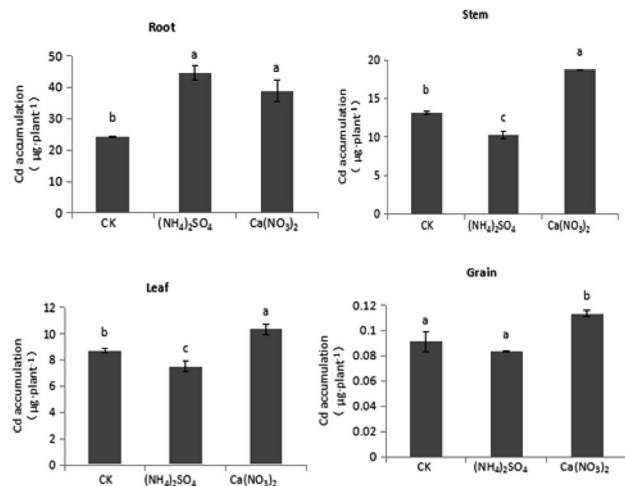 Root
Cd accumulation
( µg·plant⁻¹)
50
40
30
20
10
0
b
a
a
CK
(NH₄)₂SO₄
Ca(NO₃)₂
Stem
Cd accumulation
( µg·plant⁻¹)
20
15
10
5
0
b
c
a
CK
(NH₄)₂SO₄
Ca(NO₃)₂
Leaf
Cd accumulation
( µg·plant⁻¹)
12
10
8
6
4
2
0
b
c
a
CK
(NH₄)₂SO₄
Ca(NO₃)₂
Grain
Cd accumulation
( µg·plant⁻¹)
0.12
0.1
0.08
0.06
0.04
0.02
0
a
a
b
CK
(NH₄)₂SO₄
Ca(NO₃)₂